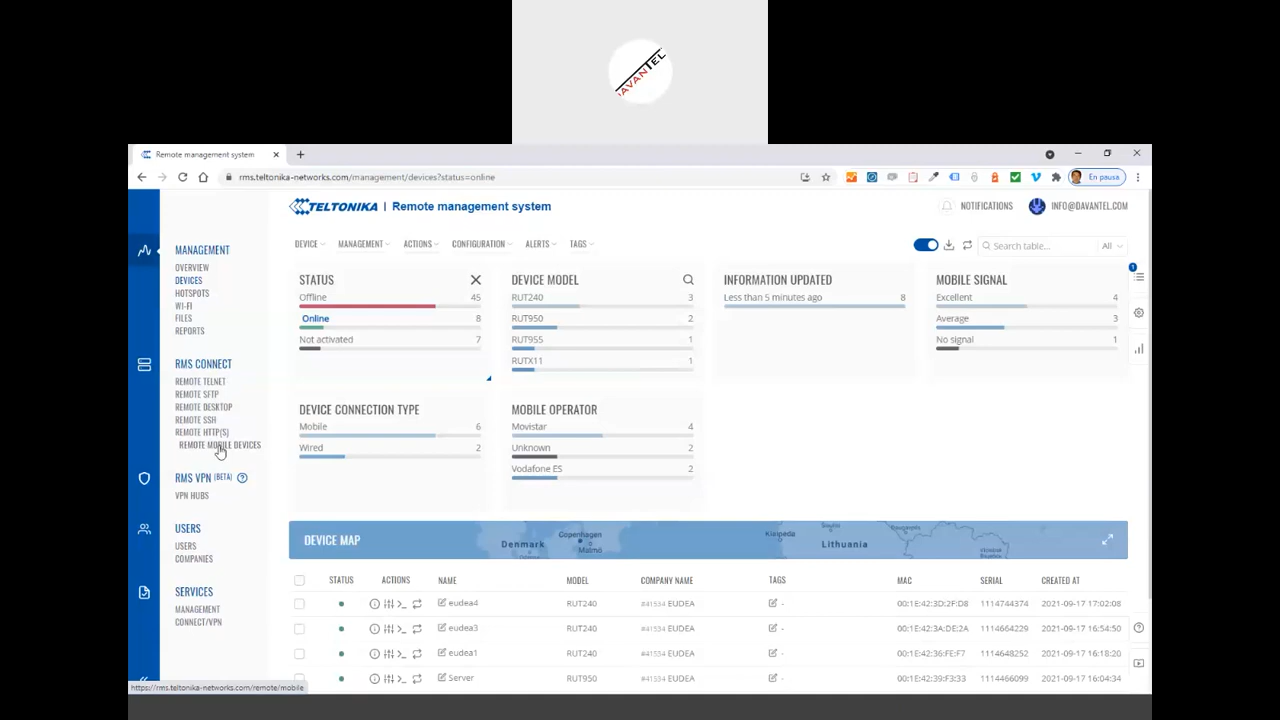 AVANTEL
Remote management system
rms.teltonika-networks.com/management/devices?status=online
En pausa
TELTONIKA | Remote management system
NOTIFICATIONS
INFO@DAVANTEL.COM
MANAGEMENT
OVERVIEW
DEVICES
HOTSPOTS
WI-FI
FILES
REPORTS
RMS CONNECT
REMOTE TELNET
REMOTE SFTP
REMOTE DESKTOP
REMOTE SSH
REMOTE HTTP(S)
REMOTE MOBILE DEVICES
RMS VPN (BETA)
VPN HUBS
USERS
USERS
COMPANIES
SERVICES
MANAGEMENT
CONNECT/VPN
https://rms.teltonika-networks.com/remote/mobile
DEVICE MANAGEMENT ACTIONS CONFIGURATION ALERTS TAGS
Search table... All
1
STATUS
Offline 45
Online 8
Not activated 7
DEVICE MODEL
RUT240 3
RUT950 2
RUT955 1
RUTX11 1
INFORMATION UPDATED
Less than 5 minutes ago 8
MOBILE SIGNAL
Excellent 4
Average 3
No signal 1
DEVICE CONNECTION TYPE
Mobile 6
Wired 2
MOBILE OPERATOR
Movistar 4
Unknown 2
Vodafone ES 2
DEVICE MAP
Denmark
Copenhagen
Malmö
Klaipeda
Lithuania
STATUS ACTIONS NAME MODEL COMPANY NAME TAGS MAC SERIAL CREATED AT
eudea4 RUT240 #41534 EUDEA - 00:1E:42:3D:2F:D8 1114744374 2021-09-17 17:02:08
eudea3 RUT240 #41534 EUDEA - 00:1E:42:3A:DE:2A 1114664229 2021-09-17 16:54:50
eudea1 RUT240 #41534 EUDEA - 00:1E:42:36:FE:F7 1114648252 2021-09-17 16:18:20
Server RUT950 #41534 EUDEA - 00:1E:42:39:F3:33 1114466099 2021-09-17 16:04:34